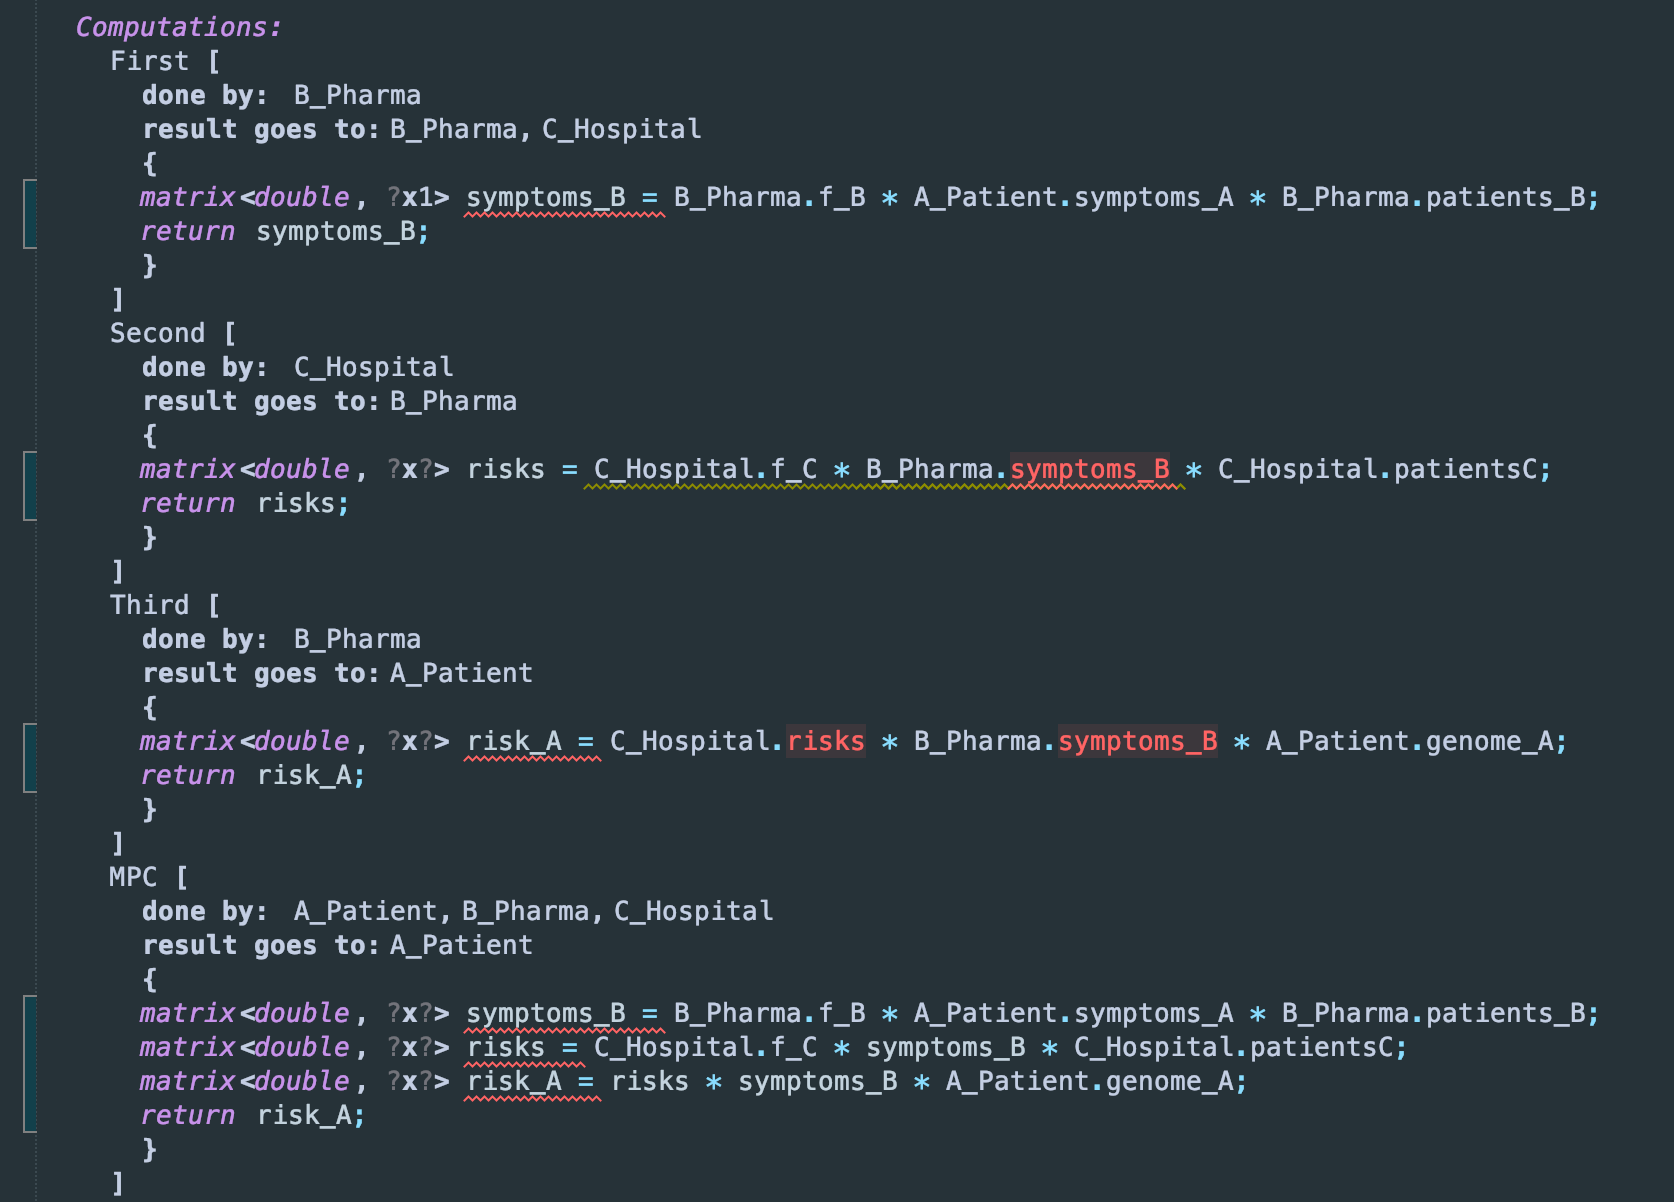 Computations:
First [
done by: B_Pharma
result goes to: B_Pharma, C_Hospital
{
matrix<double, ?x1> symptoms_B = B_Pharma.f_B * A_Patient.symptoms_A * B_Pharma.patients_B;
return symptoms_B;
}
]
Second [
done by: C_Hospital
result goes to: B_Pharma
{
matrix<double, ?x?> risks = C_Hospital.f_C * B_Pharma.symptoms_B * C_Hospital.patientsC;
return risks;
}
]
Third [
done by: B_Pharma
result goes to: A_Patient
{
matrix<double, ?x?> risk_A = C_Hospital.risks * B_Pharma.symptoms_B * A_Patient.genome_A;
return risk_A;
}
]
MPC [
done by: A_Patient, B_Pharma, C_Hospital
result goes to: A_Patient
{
matrix<double, ?x?> symptoms_B = B_Pharma.f_B * A_Patient.symptoms_A * B_Pharma.patients_B;
matrix<double, ?x?> risks = C_Hospital.f_C * symptoms_B * C_Hospital.patientsC;
matrix<double, ?x?> risk_A = risks * symptoms_B * A_Patient.genome_A;
return risk_A;
}
]